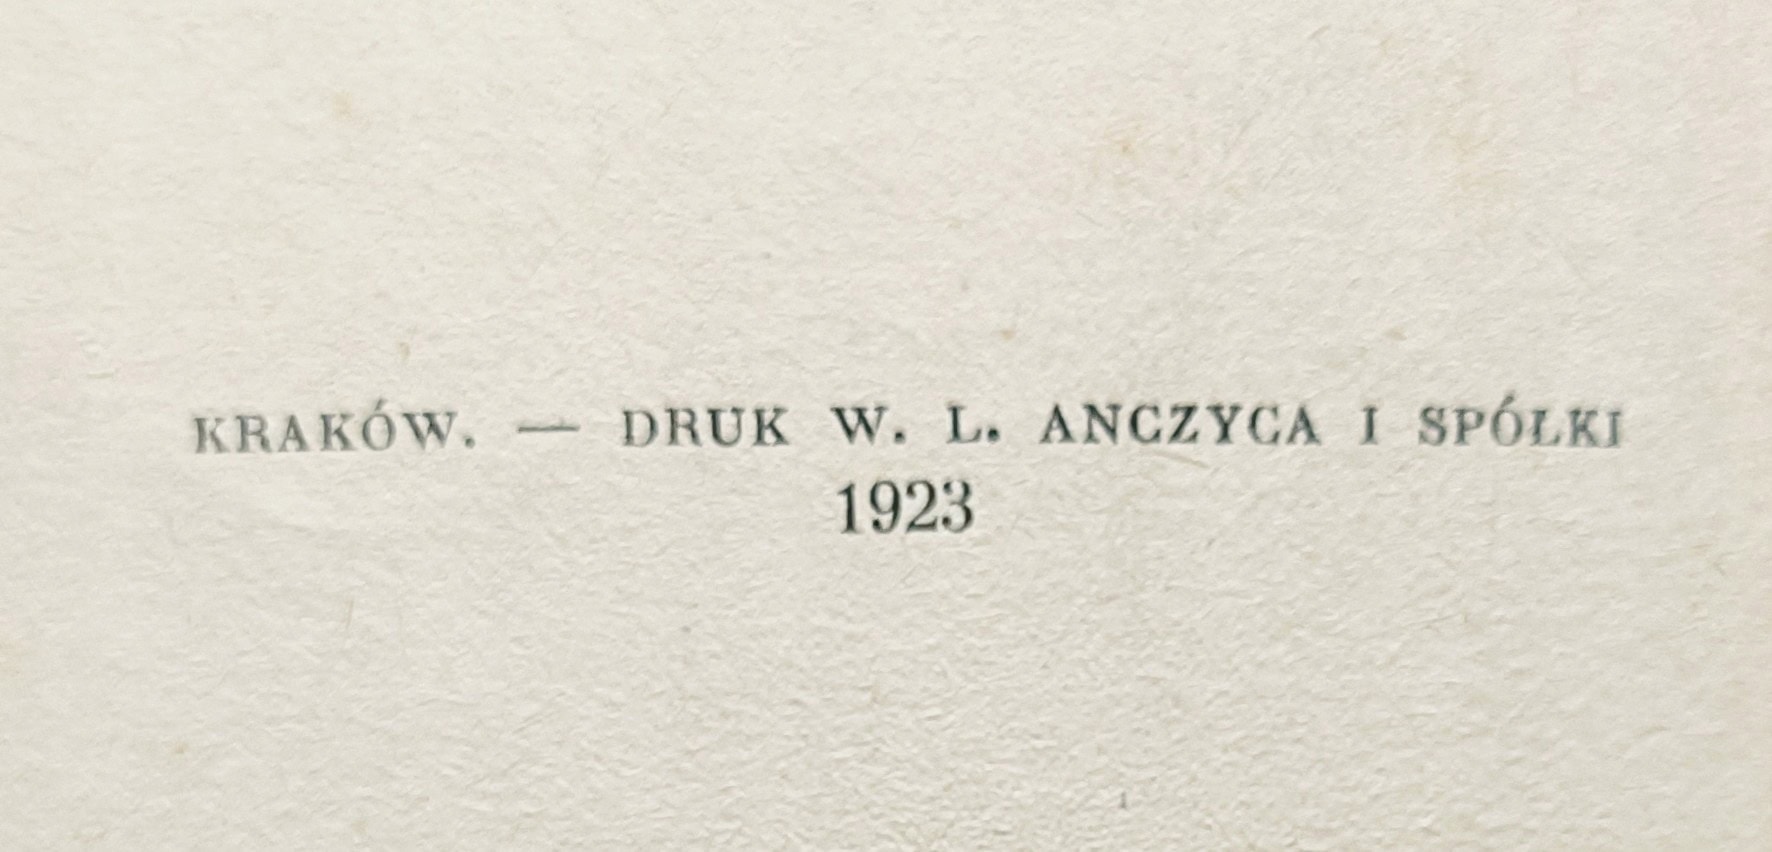 KRAKÓW. — DRUK W. L. ANCZYCA I SPÓŁKI
1923